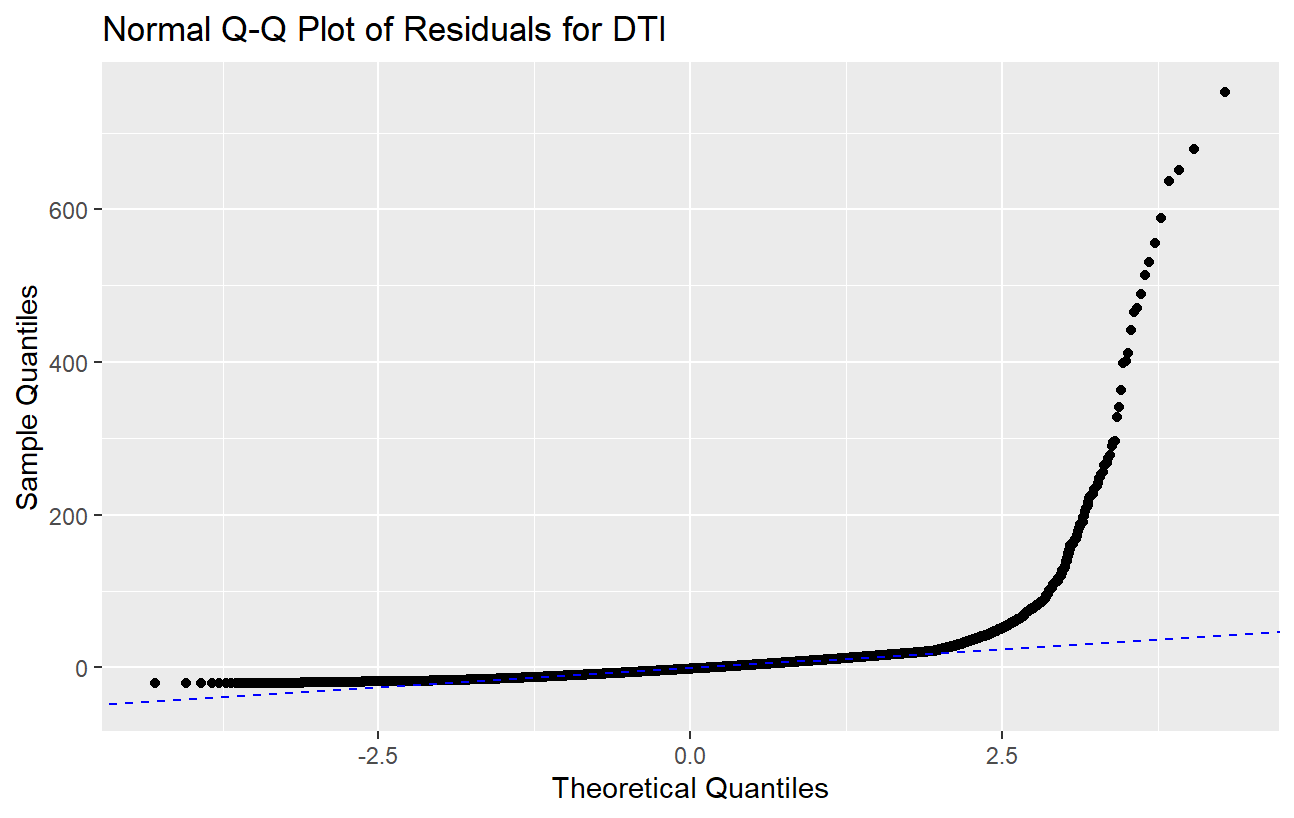 Normal Q-Q Plot of Residuals for DTI
Sample Quantiles
600
400
200
0
-2.5
0.0
2.5
Theoretical Quantiles